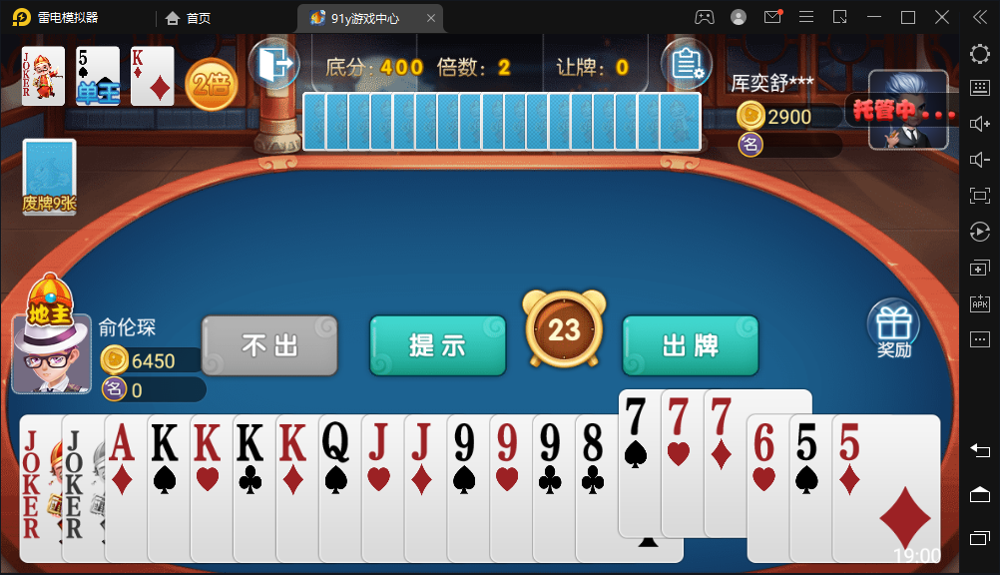 雷电模拟器
首页
91y游戏中心
JOKER
5
单王
K
2倍
底分:400
倍数: 2
让牌: 0
厍奕舒***
2900
托管中...
名
废牌9张
地主
俞伦琛
6450
名 0
不出
提示
23
出牌
奖励
APK
JOKER
JOKER
A
K
K
K
K
Q
J
J
9
9
9
8
7
7
7
6
5
5
19:00